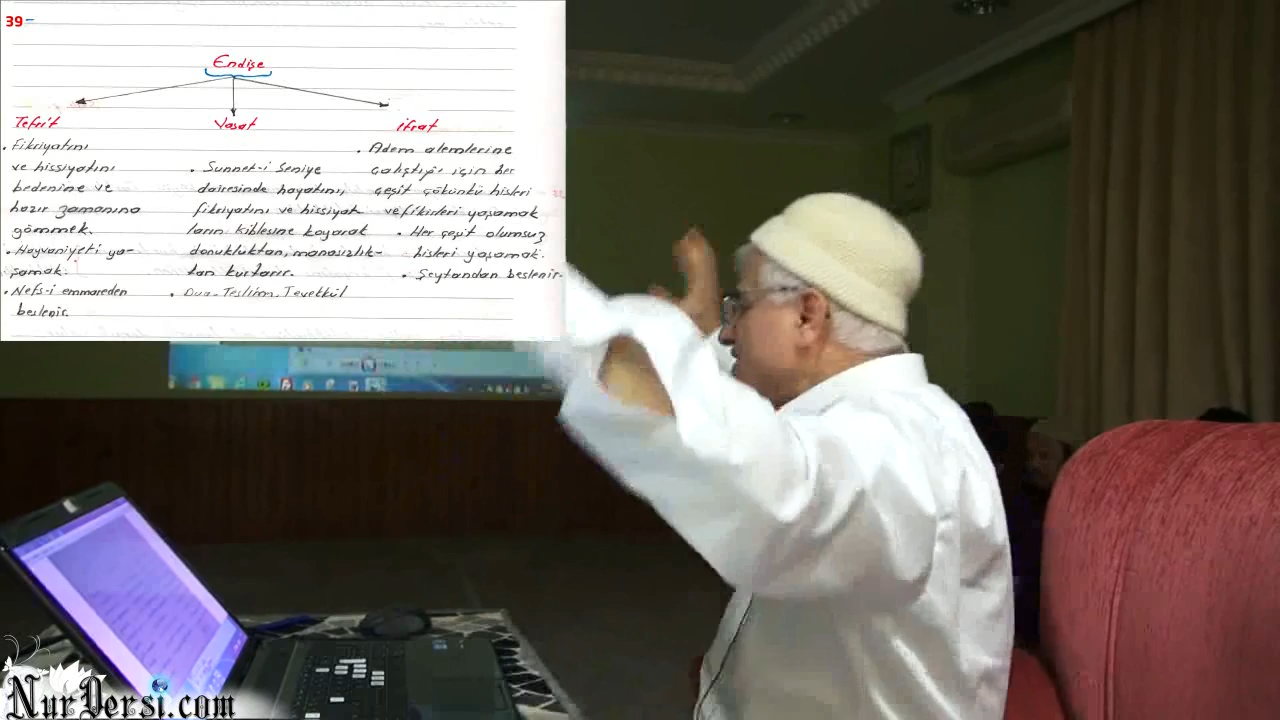 39-
Endişe
Tefrit
Vasat
ifrat
• Fikriyatını
ve hissiyatını
bedenine ve
hazır zamanına
gömmek.
• Hayvaniyeti ya-
şamak.
• Nefs-i emmareden
beslenir.
• Sunnet-i Seniye
dairesinde hayatını,
fikriyatını ve hissiyat-
ların kıblesine koyarak
donukluktan, manasızlık-
tan kurtarır.
• Dua-Teslim-Tevekkül
• Adem alemlerine
çalıştığı için her
çeşit çöküntü hisleri
ve fikirleri yaşamak
• Her çeşit olumsuz
hisleri yaşamak.
• Şeytandan beslenir.
NurDersi.com